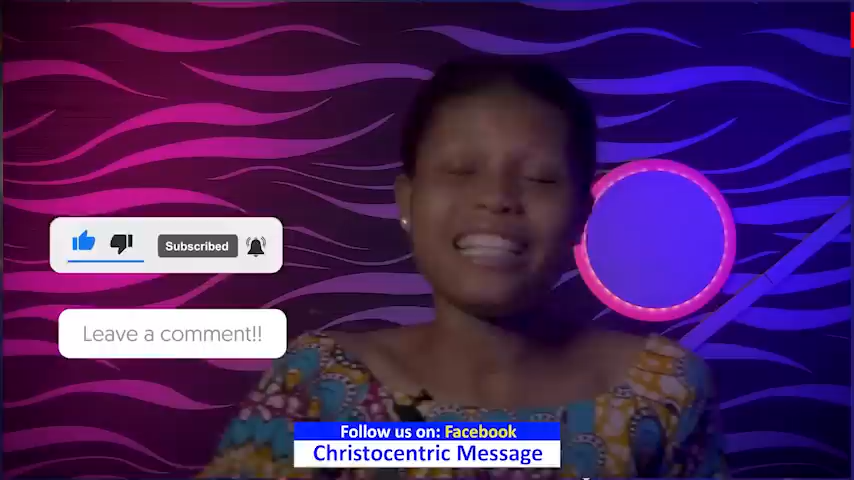 Subscribed
Leave a comment!!
Follow us on: Facebook
Christocentric Message